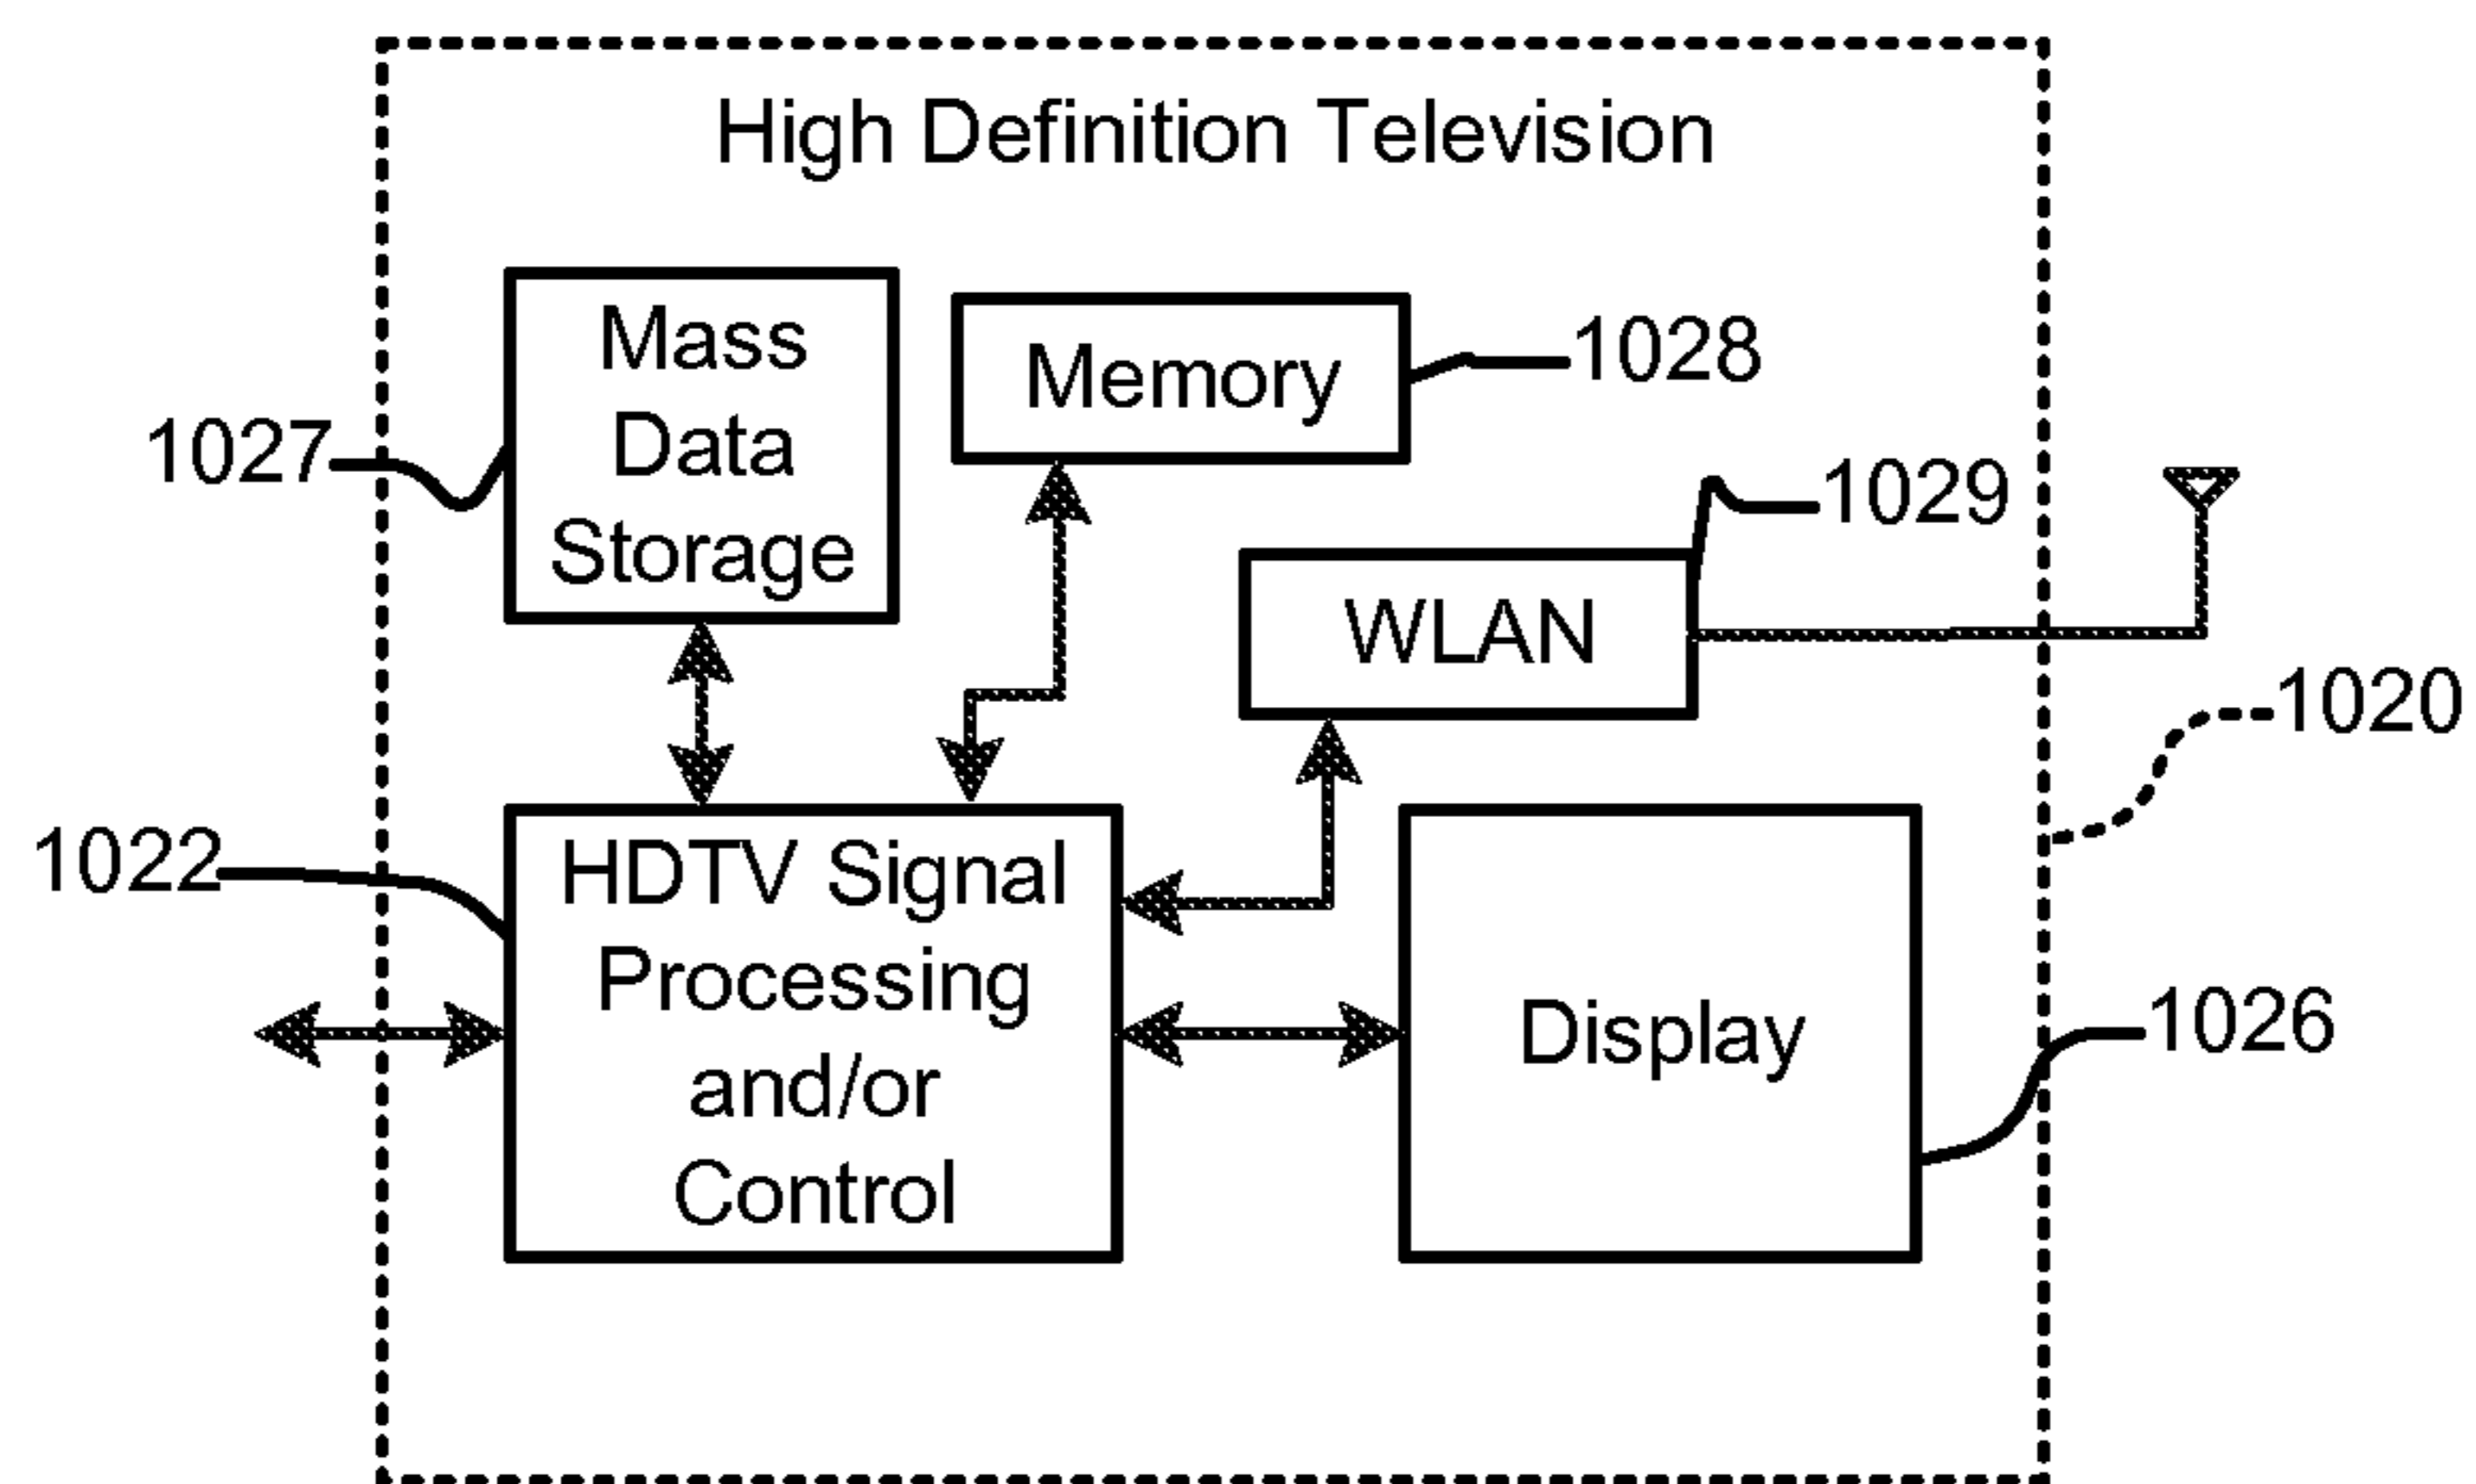 High Definition Television
Mass
Data
Storage
1027
Memory
1028
1029
WLAN
1020
1022
HDTV Signal
Processing
and/or
Control
Display
1026